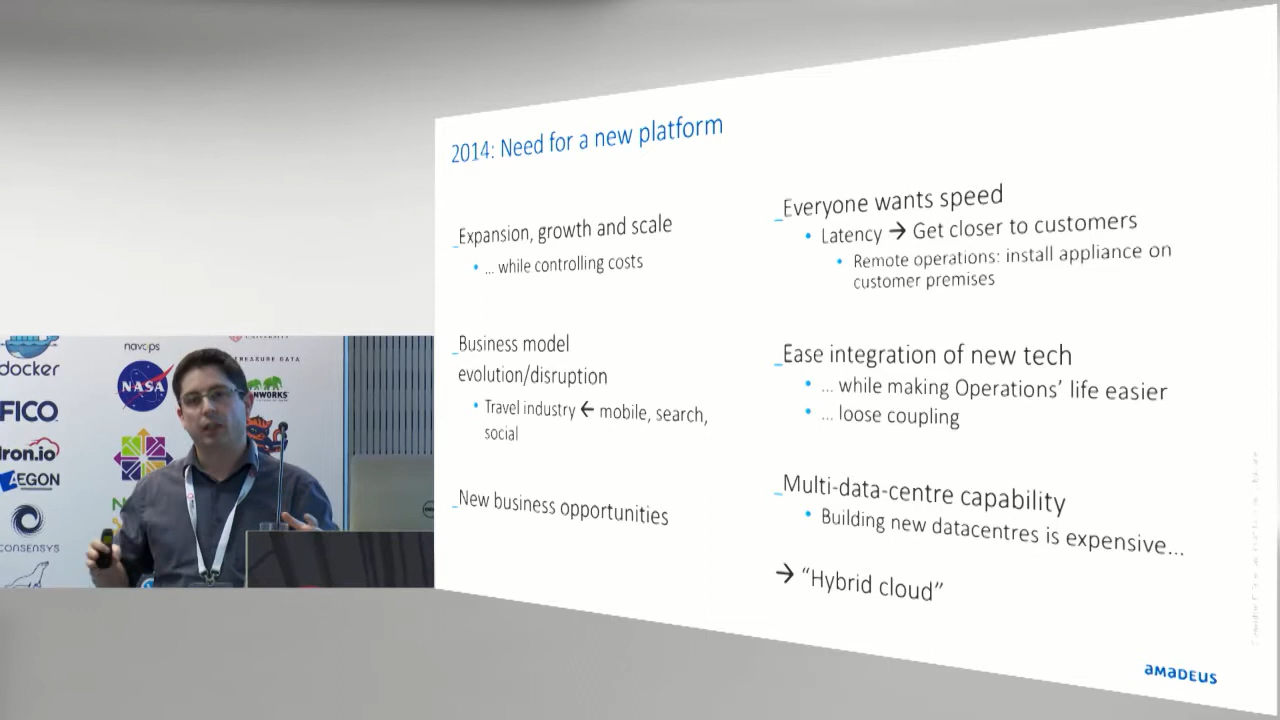 2014: Need for a new platform
_Expansion, growth and scale
• ... while controlling costs
_Business model
evolution/disruption
• Travel industry ← mobile, search,
social
_New business opportunities
_Everyone wants speed
• Latency → Get closer to customers
• Remote operations: install appliance on
customer premises
_Ease integration of new tech
• ... while making Operations' life easier
• ... loose coupling
_Multi-data-centre capability
• Building new datacentres is expensive...
→ "Hybrid cloud"
amaDEUS
docker
navops
NASA
TREASURE DATA
FICO
Iron.io
AEGON
CONSENSYS
DELL